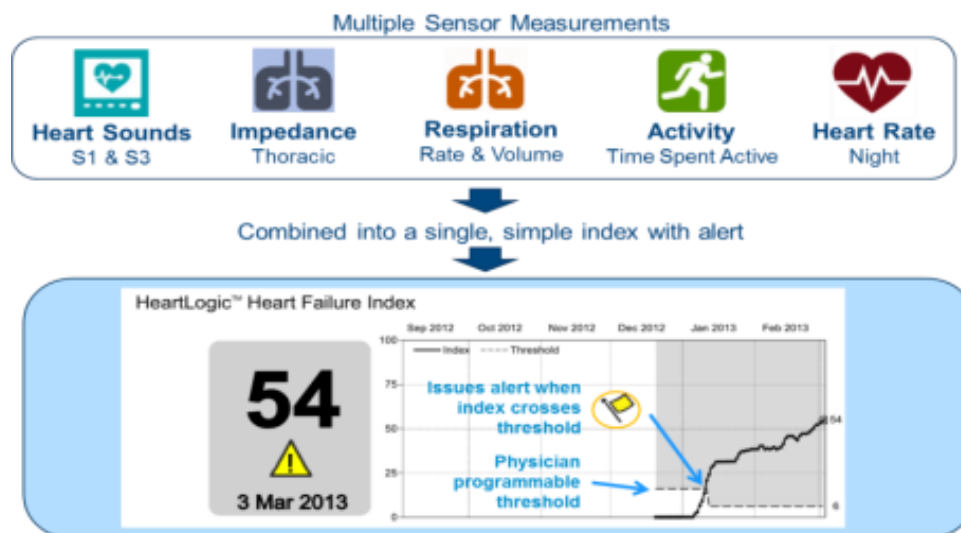 Multiple Sensor Measurements
Heart Sounds
S1 & S3
Impedance
Thoracic
Respiration
Rate & Volume
Activity
Time Spent Active
Heart Rate
Night
Combined into a single, simple index with alert
HeartLogic™ Heart Failure Index
54
3 Mar 2013
Sep 2012 Oct 2012 Nov 2012 Dec 2012 Jan 2013 Feb 2013
100
Index Threshold
75
Issues alert when
index crosses
threshold
50
54
Physician
programmable
threshold
25
6
0